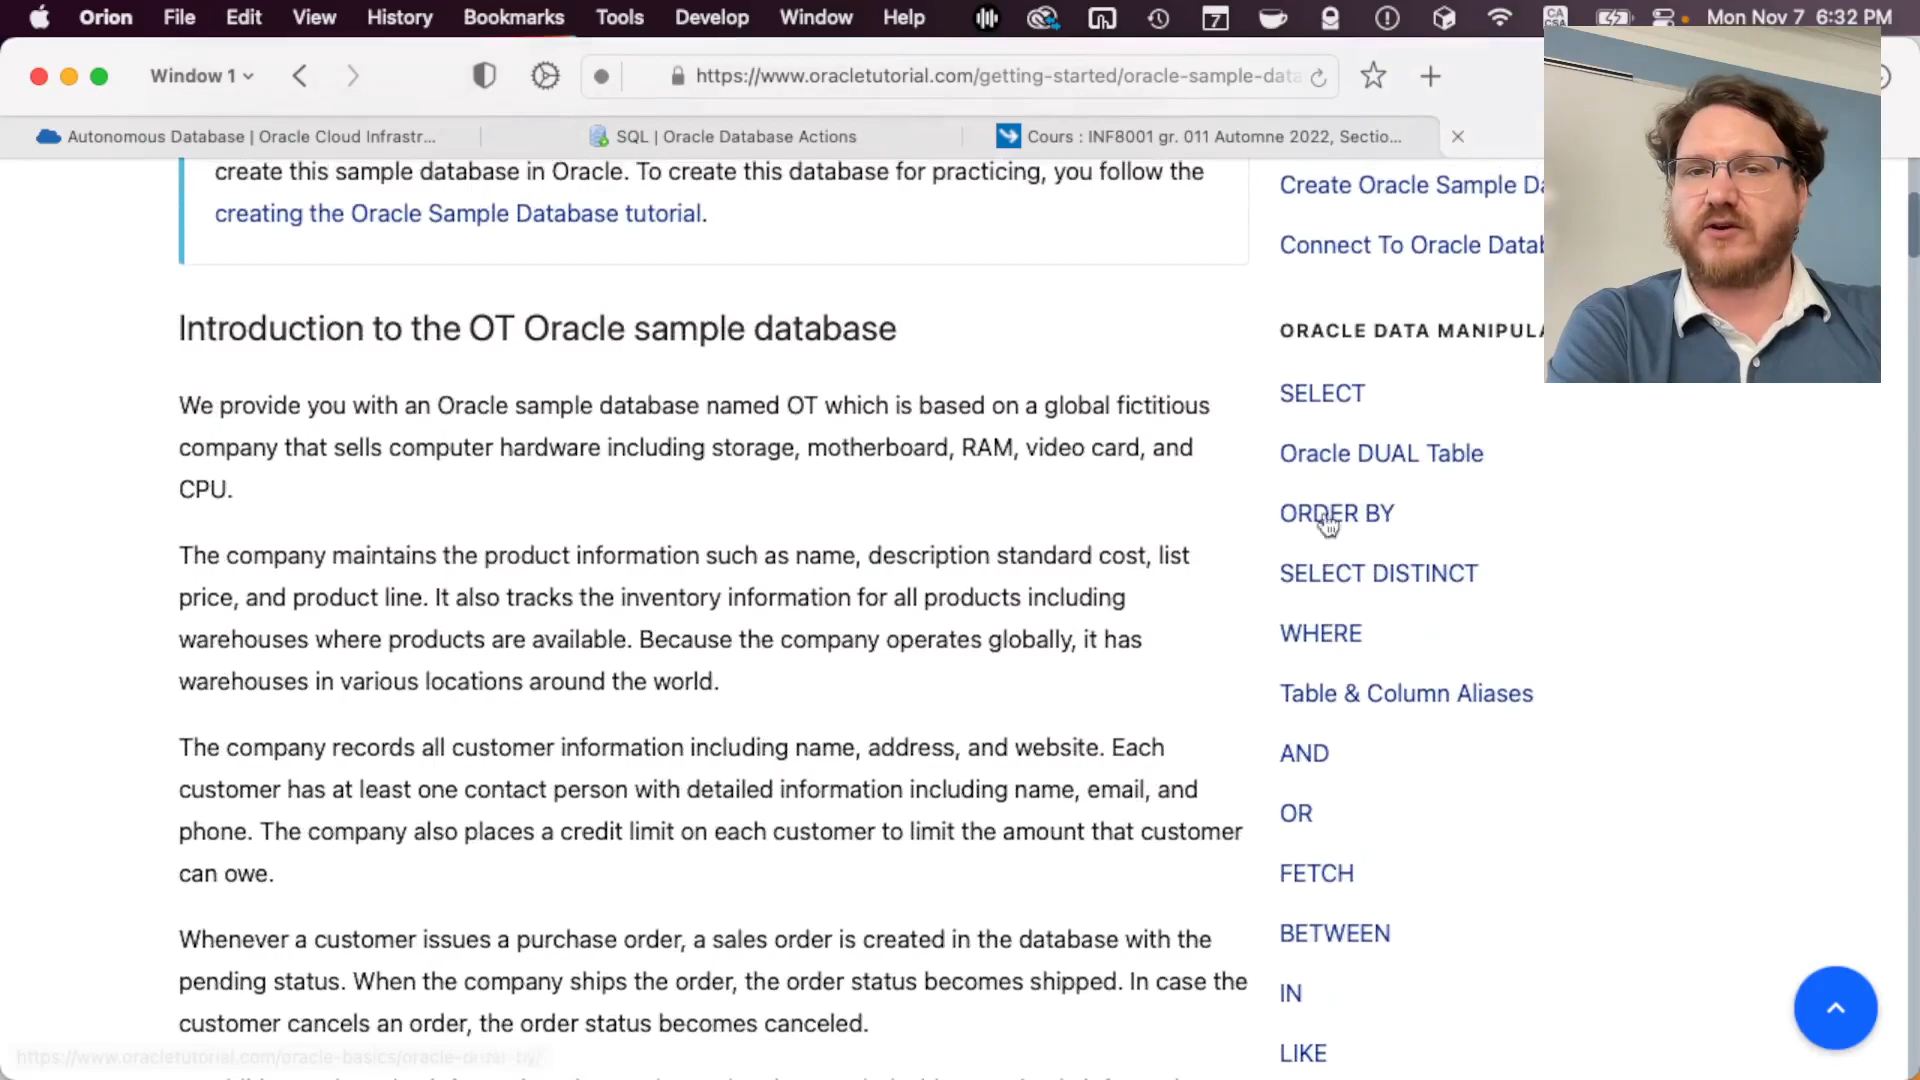 Orion File Edit View History Bookmarks Tools Develop Window Help 7 CA CSA Mon Nov 7 6:32 PM
Window 1 https://www.oracletutorial.com/getting-started/oracle-sample-data
Autonomous Database | Oracle Cloud Infrastr... SQL | Oracle Database Actions Cours : INF8001 gr. 011 Automne 2022, Sectio...
create this sample database in Oracle. To create this database for practicing, you follow the
creating the Oracle Sample Database tutorial.
Introduction to the OT Oracle sample database
We provide you with an Oracle sample database named OT which is based on a global fictitious
company that sells computer hardware including storage, motherboard, RAM, video card, and
CPU.
The company maintains the product information such as name, description standard cost, list
price, and product line. It also tracks the inventory information for all products including
warehouses where products are available. Because the company operates globally, it has
warehouses in various locations around the world.
The company records all customer information including name, address, and website. Each
customer has at least one contact person with detailed information including name, email, and
phone. The company also places a credit limit on each customer to limit the amount that customer
can owe.
Whenever a customer issues a purchase order, a sales order is created in the database with the
pending status. When the company ships the order, the order status becomes shipped. In case the
customer cancels an order, the order status becomes canceled.
https://www.oracletutorial.com/oracle-basics/oracle-order-by/
Create Oracle Sample Da
Connect To Oracle Datab
ORACLE DATA MANIPULA
SELECT
Oracle DUAL Table
ORDER BY
SELECT DISTINCT
WHERE
Table & Column Aliases
AND
OR
FETCH
BETWEEN
IN
LIKE